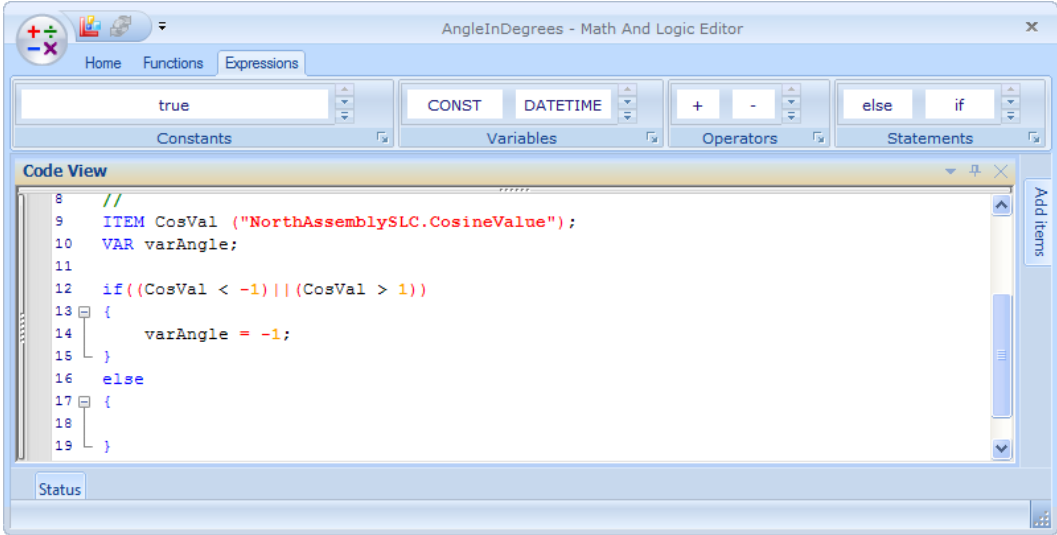 AngleInDegrees - Math And Logic Editor
Home Functions Expressions
true CONST DATETIME + - else if
Constants Variables Operators Statements
Code View
Add items
8 //
9 ITEM CosVal ("NorthAssemblySLC.CosineValue");
10 VAR varAngle;
11
12 if((CosVal < -1)||(CosVal > 1))
13 {
14 varAngle = -1;
15 }
16 else
17 {
18
19 }
Status